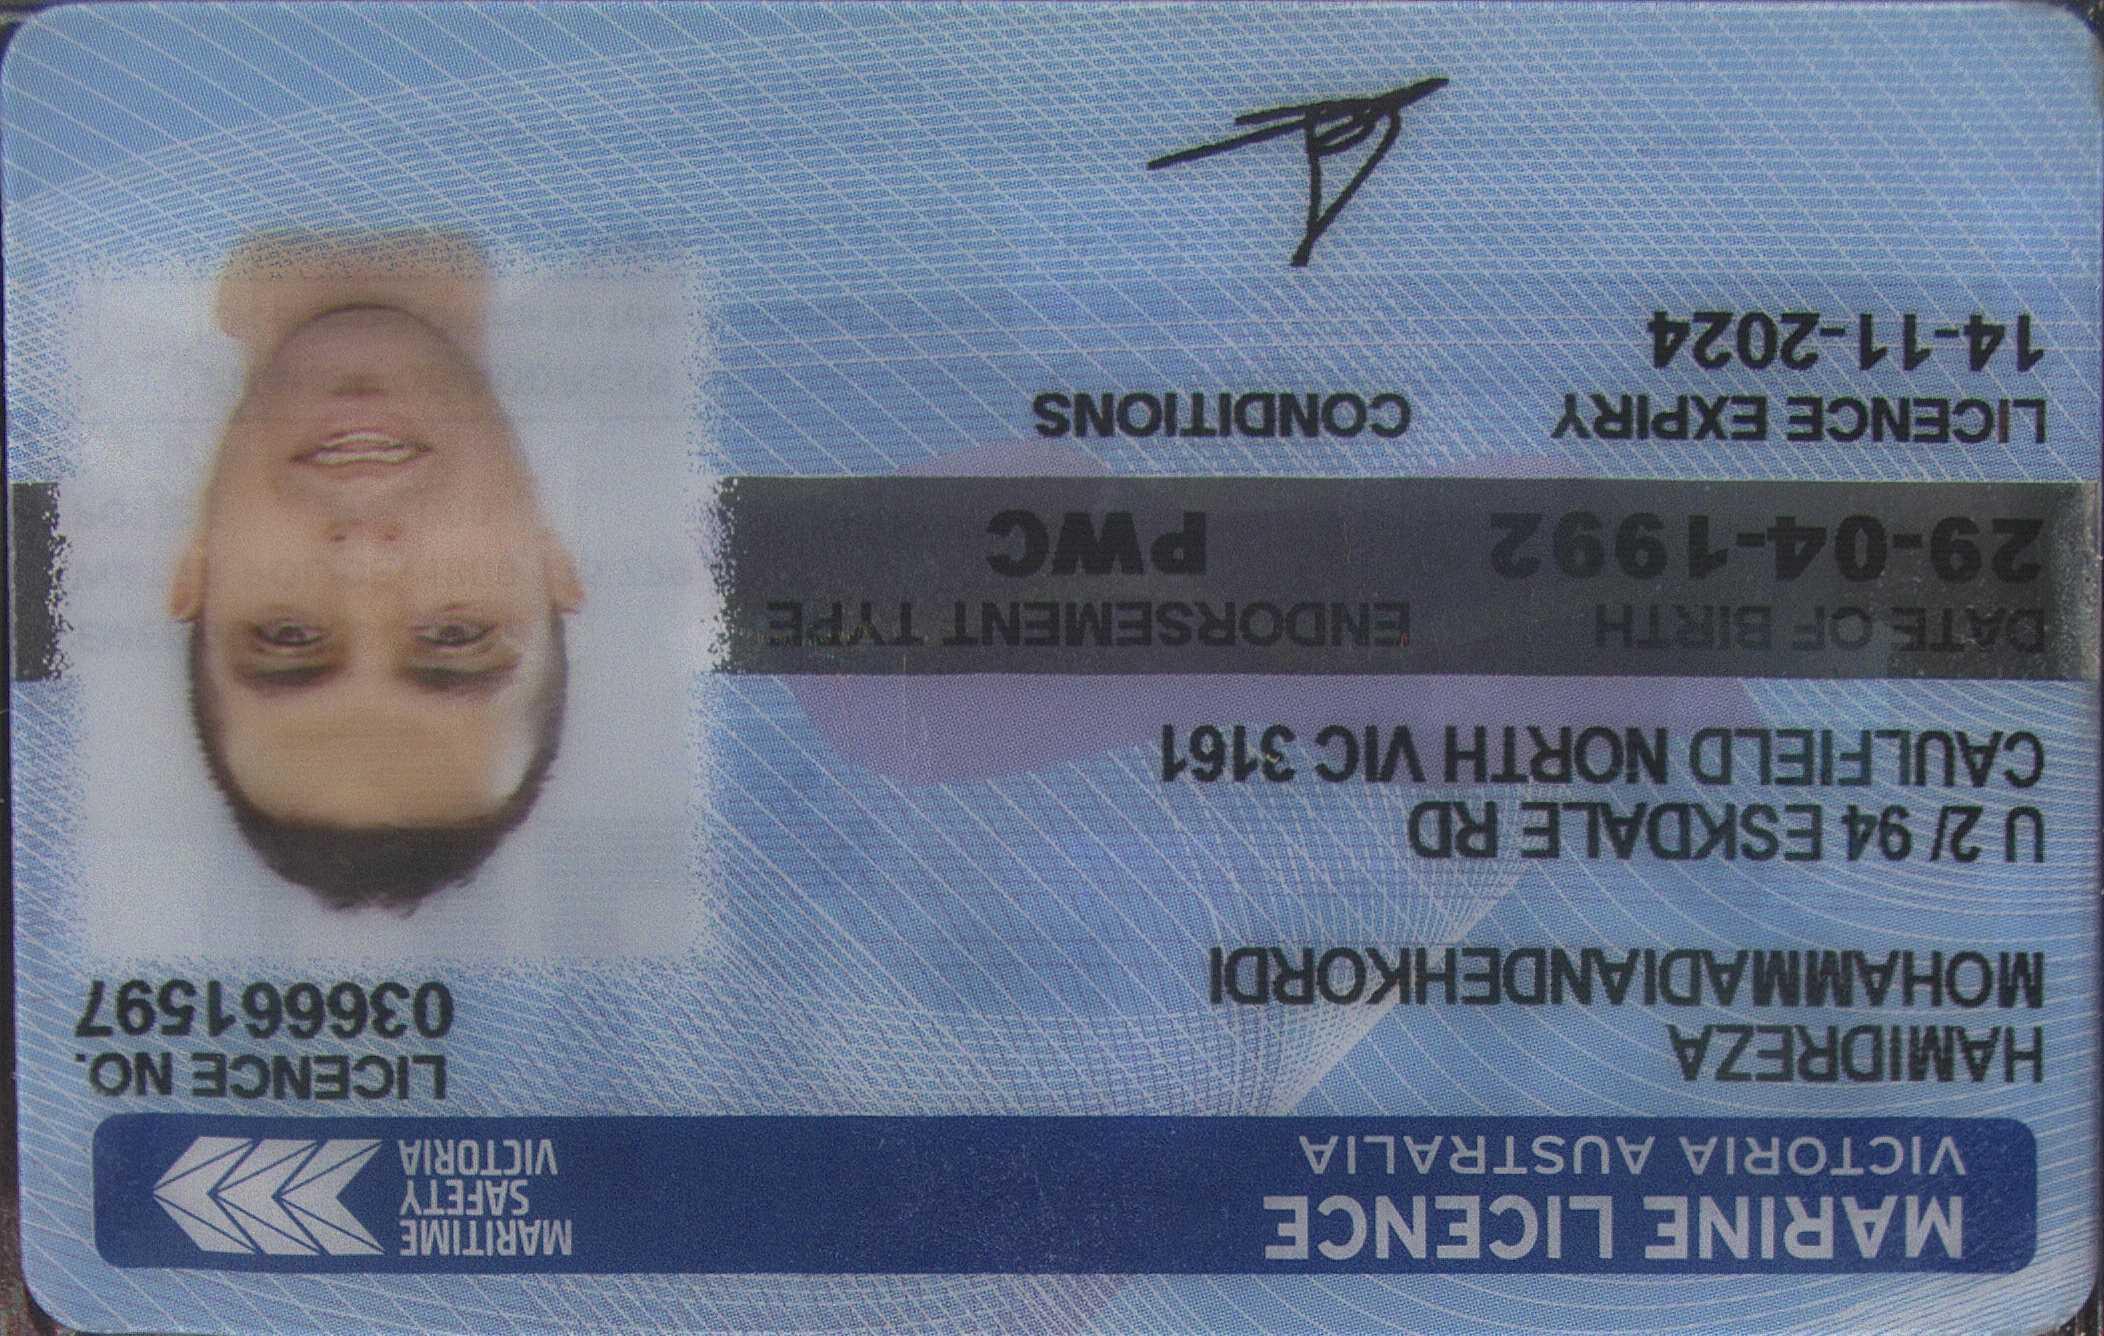 MARINE LICENCE
VICTORIA AUSTRALIA
MARITIME
SAFETY
VICTORIA
HAMIDREZA
MOHAMMADIANDEHKORDI
LICENCE NO.
036661597
U 2/ 94 ESKDALE RD
CAULFIELD NORTH VIC 3161
DATE OF BIRTH
29-04-1992
ENDORSEMENT TYPE
PWC
LICENCE EXPIRY
14-11-2024
CONDITIONS